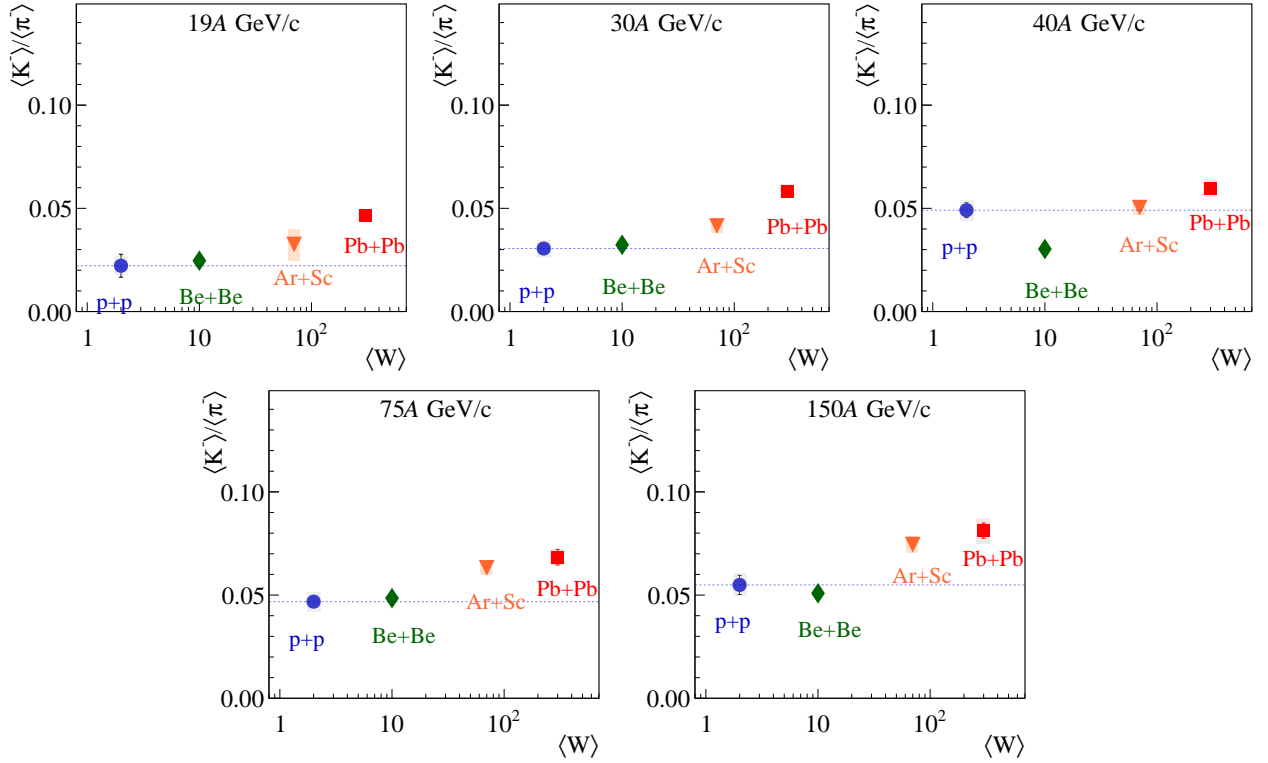 19A GeV/c
⟨K⁻⟩/⟨π⁻⟩
0.10
0.05
0.00
p+p
Be+Be
Ar+Sc
Pb+Pb
1
10
10²
⟨W⟩
30A GeV/c
⟨K⁻⟩/⟨π⁻⟩
0.10
0.05
0.00
p+p
Be+Be
Ar+Sc
Pb+Pb
1
10
10²
⟨W⟩
40A GeV/c
⟨K⁻⟩/⟨π⁻⟩
0.10
0.05
0.00
p+p
Be+Be
Ar+Sc
Pb+Pb
1
10
10²
⟨W⟩
75A GeV/c
⟨K⁻⟩/⟨π⁻⟩
0.10
0.05
0.00
p+p
Be+Be
Ar+Sc
Pb+Pb
1
10
10²
⟨W⟩
150A GeV/c
⟨K⁻⟩/⟨π⁻⟩
0.10
0.05
0.00
p+p
Be+Be
Ar+Sc
Pb+Pb
1
10
10²
⟨W⟩